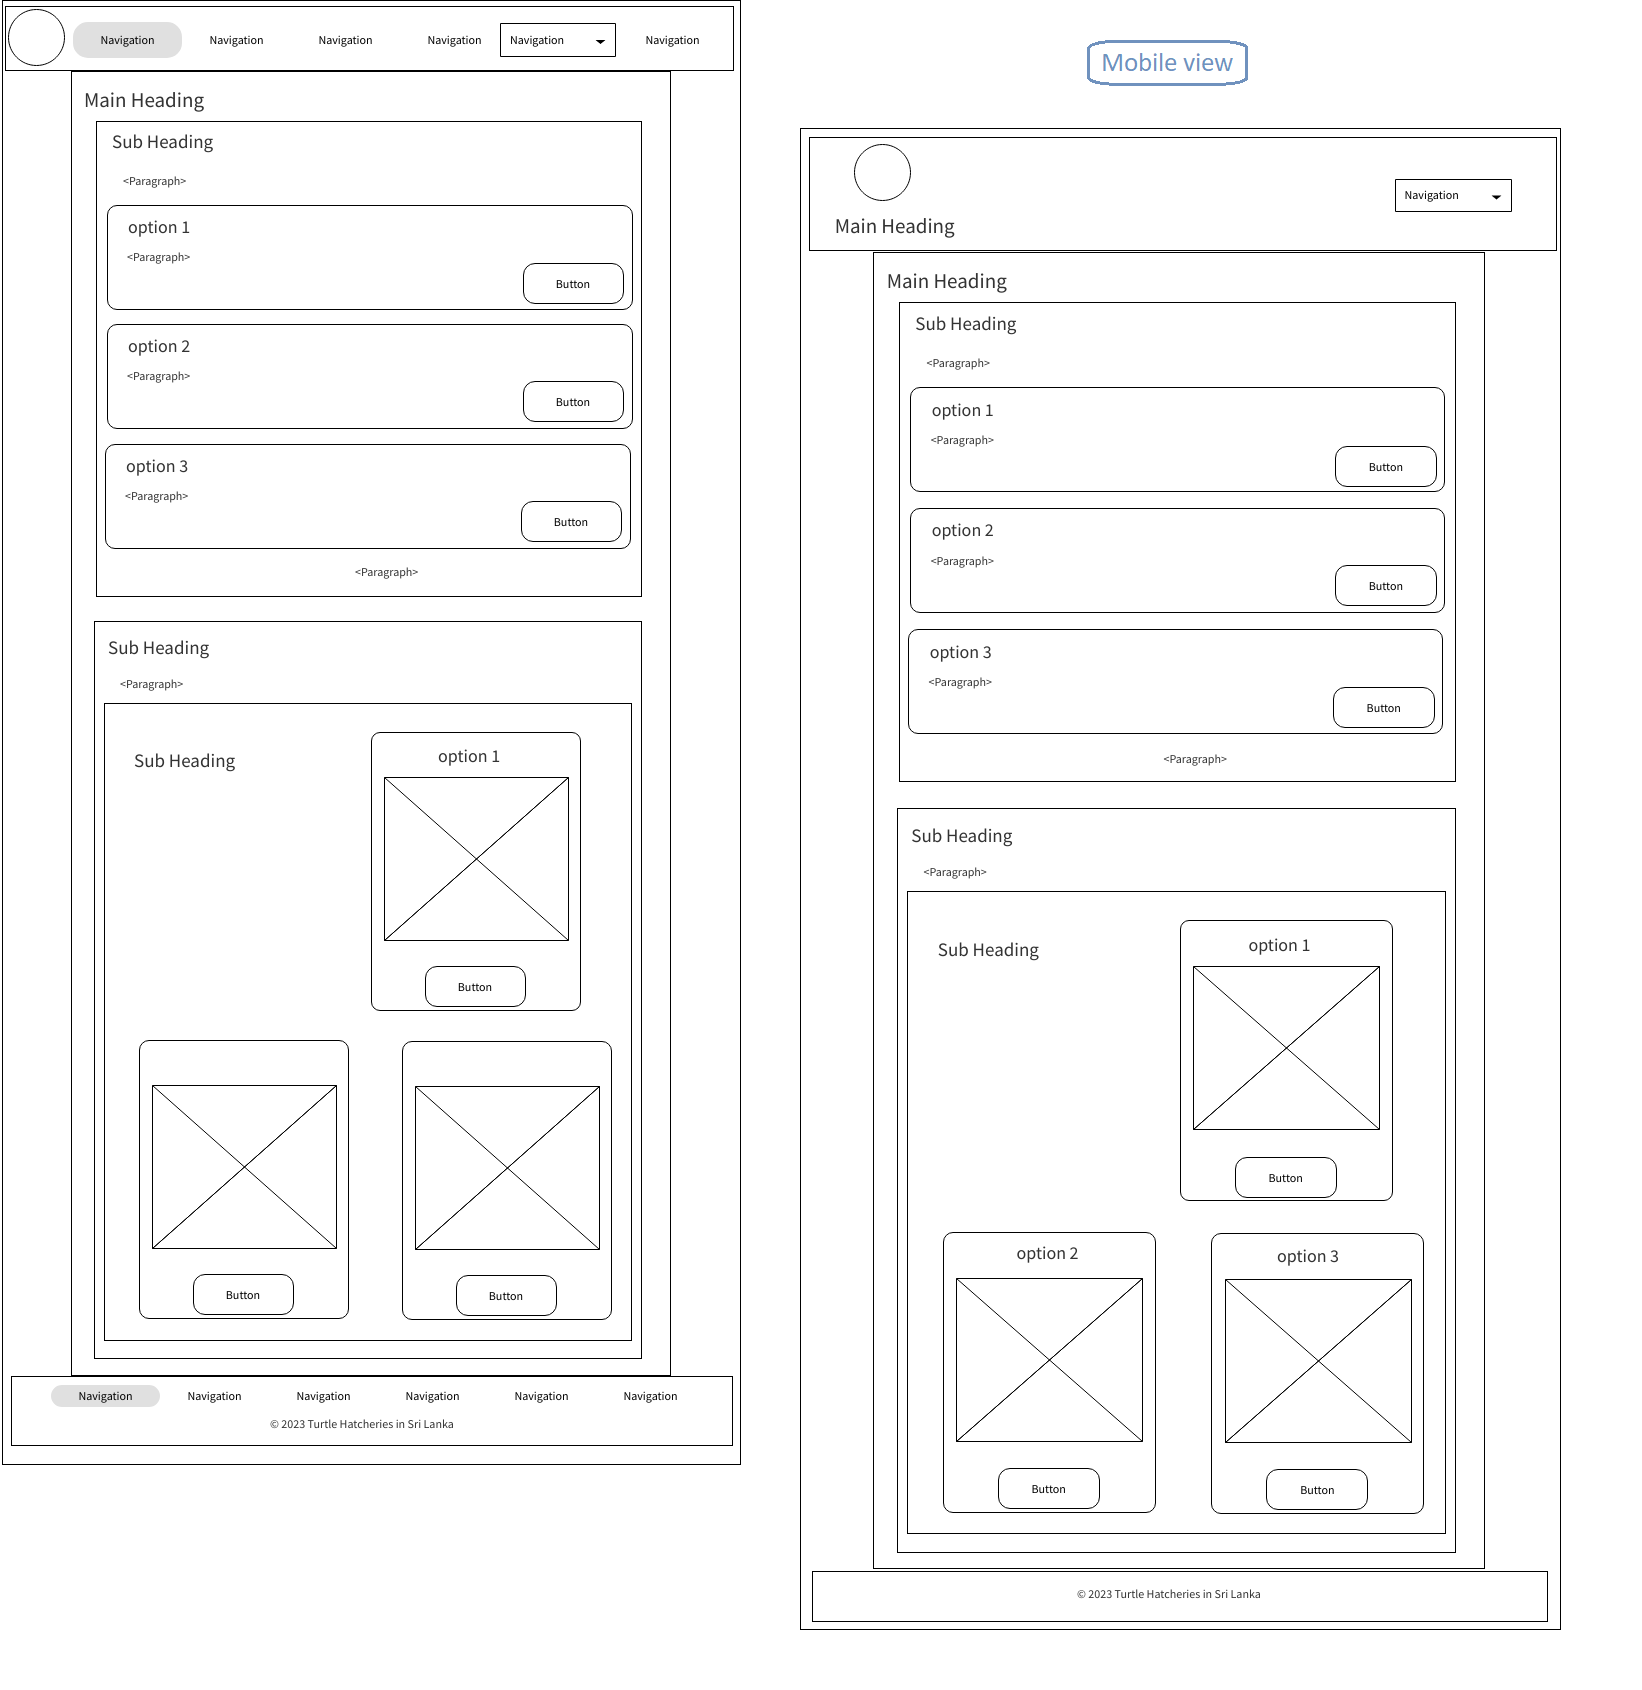 Navigation Navigation Navigation Navigation Navigation Navigation
Main Heading
Sub Heading
<Paragraph>
option 1
<Paragraph>
Button
option 2
<Paragraph>
Button
option 3
<Paragraph>
Button
<Paragraph>
Sub Heading
<Paragraph>
Sub Heading
option 1
Button
Button
Button
Navigation Navigation Navigation Navigation Navigation Navigation
© 2023 Turtle Hatcheries in Sri Lanka
Mobile view
Navigation
Main Heading
Main Heading
Sub Heading
<Paragraph>
option 1
<Paragraph>
Button
option 2
<Paragraph>
Button
option 3
<Paragraph>
Button
<Paragraph>
Sub Heading
<Paragraph>
Sub Heading
option 1
Button
option 2
option 3
Button
Button
© 2023 Turtle Hatcheries in Sri Lanka